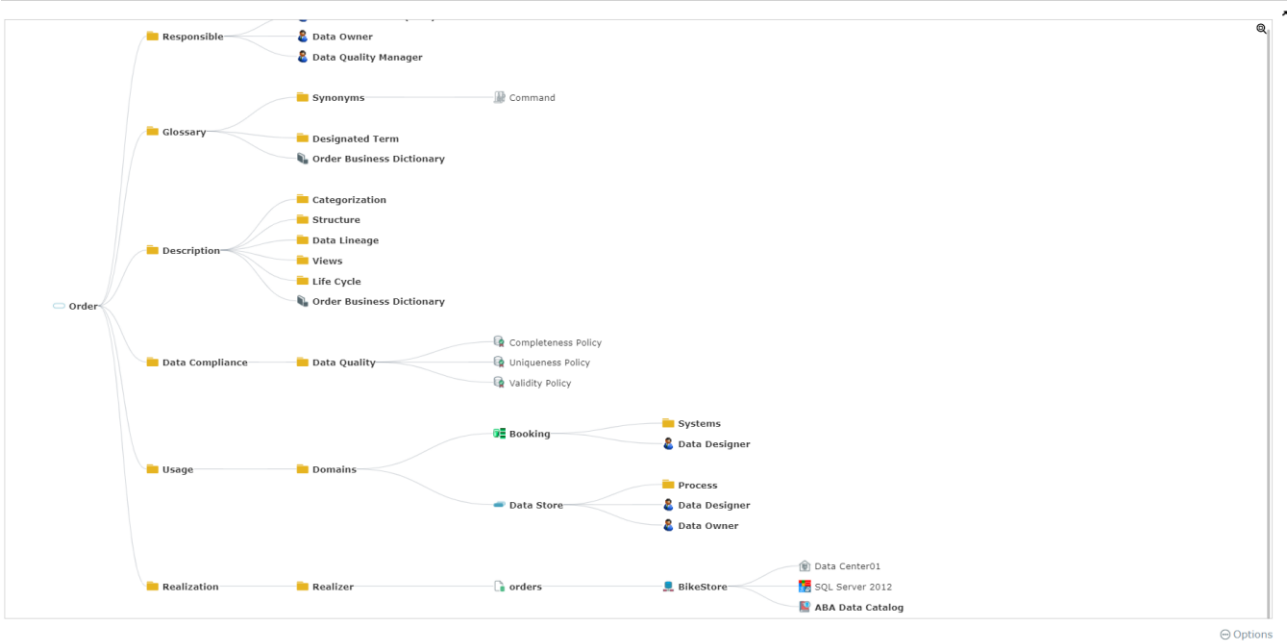 Responsible
Data Owner
Data Quality Manager
Glossary
Synonyms
Command
Designated Term
Order Business Dictionary
Description
Categorization
Structure
Data Lineage
Views
Life Cycle
Order Business Dictionary
Order
Data Compliance
Data Quality
Completeness Policy
Uniqueness Policy
Validity Policy
Usage
Domains
Booking
Systems
Data Designer
Data Store
Process
Data Designer
Data Owner
Realization
Realizer
orders
BikeStore
Data Center01
SQL Server 2012
ABA Data Catalog
Options